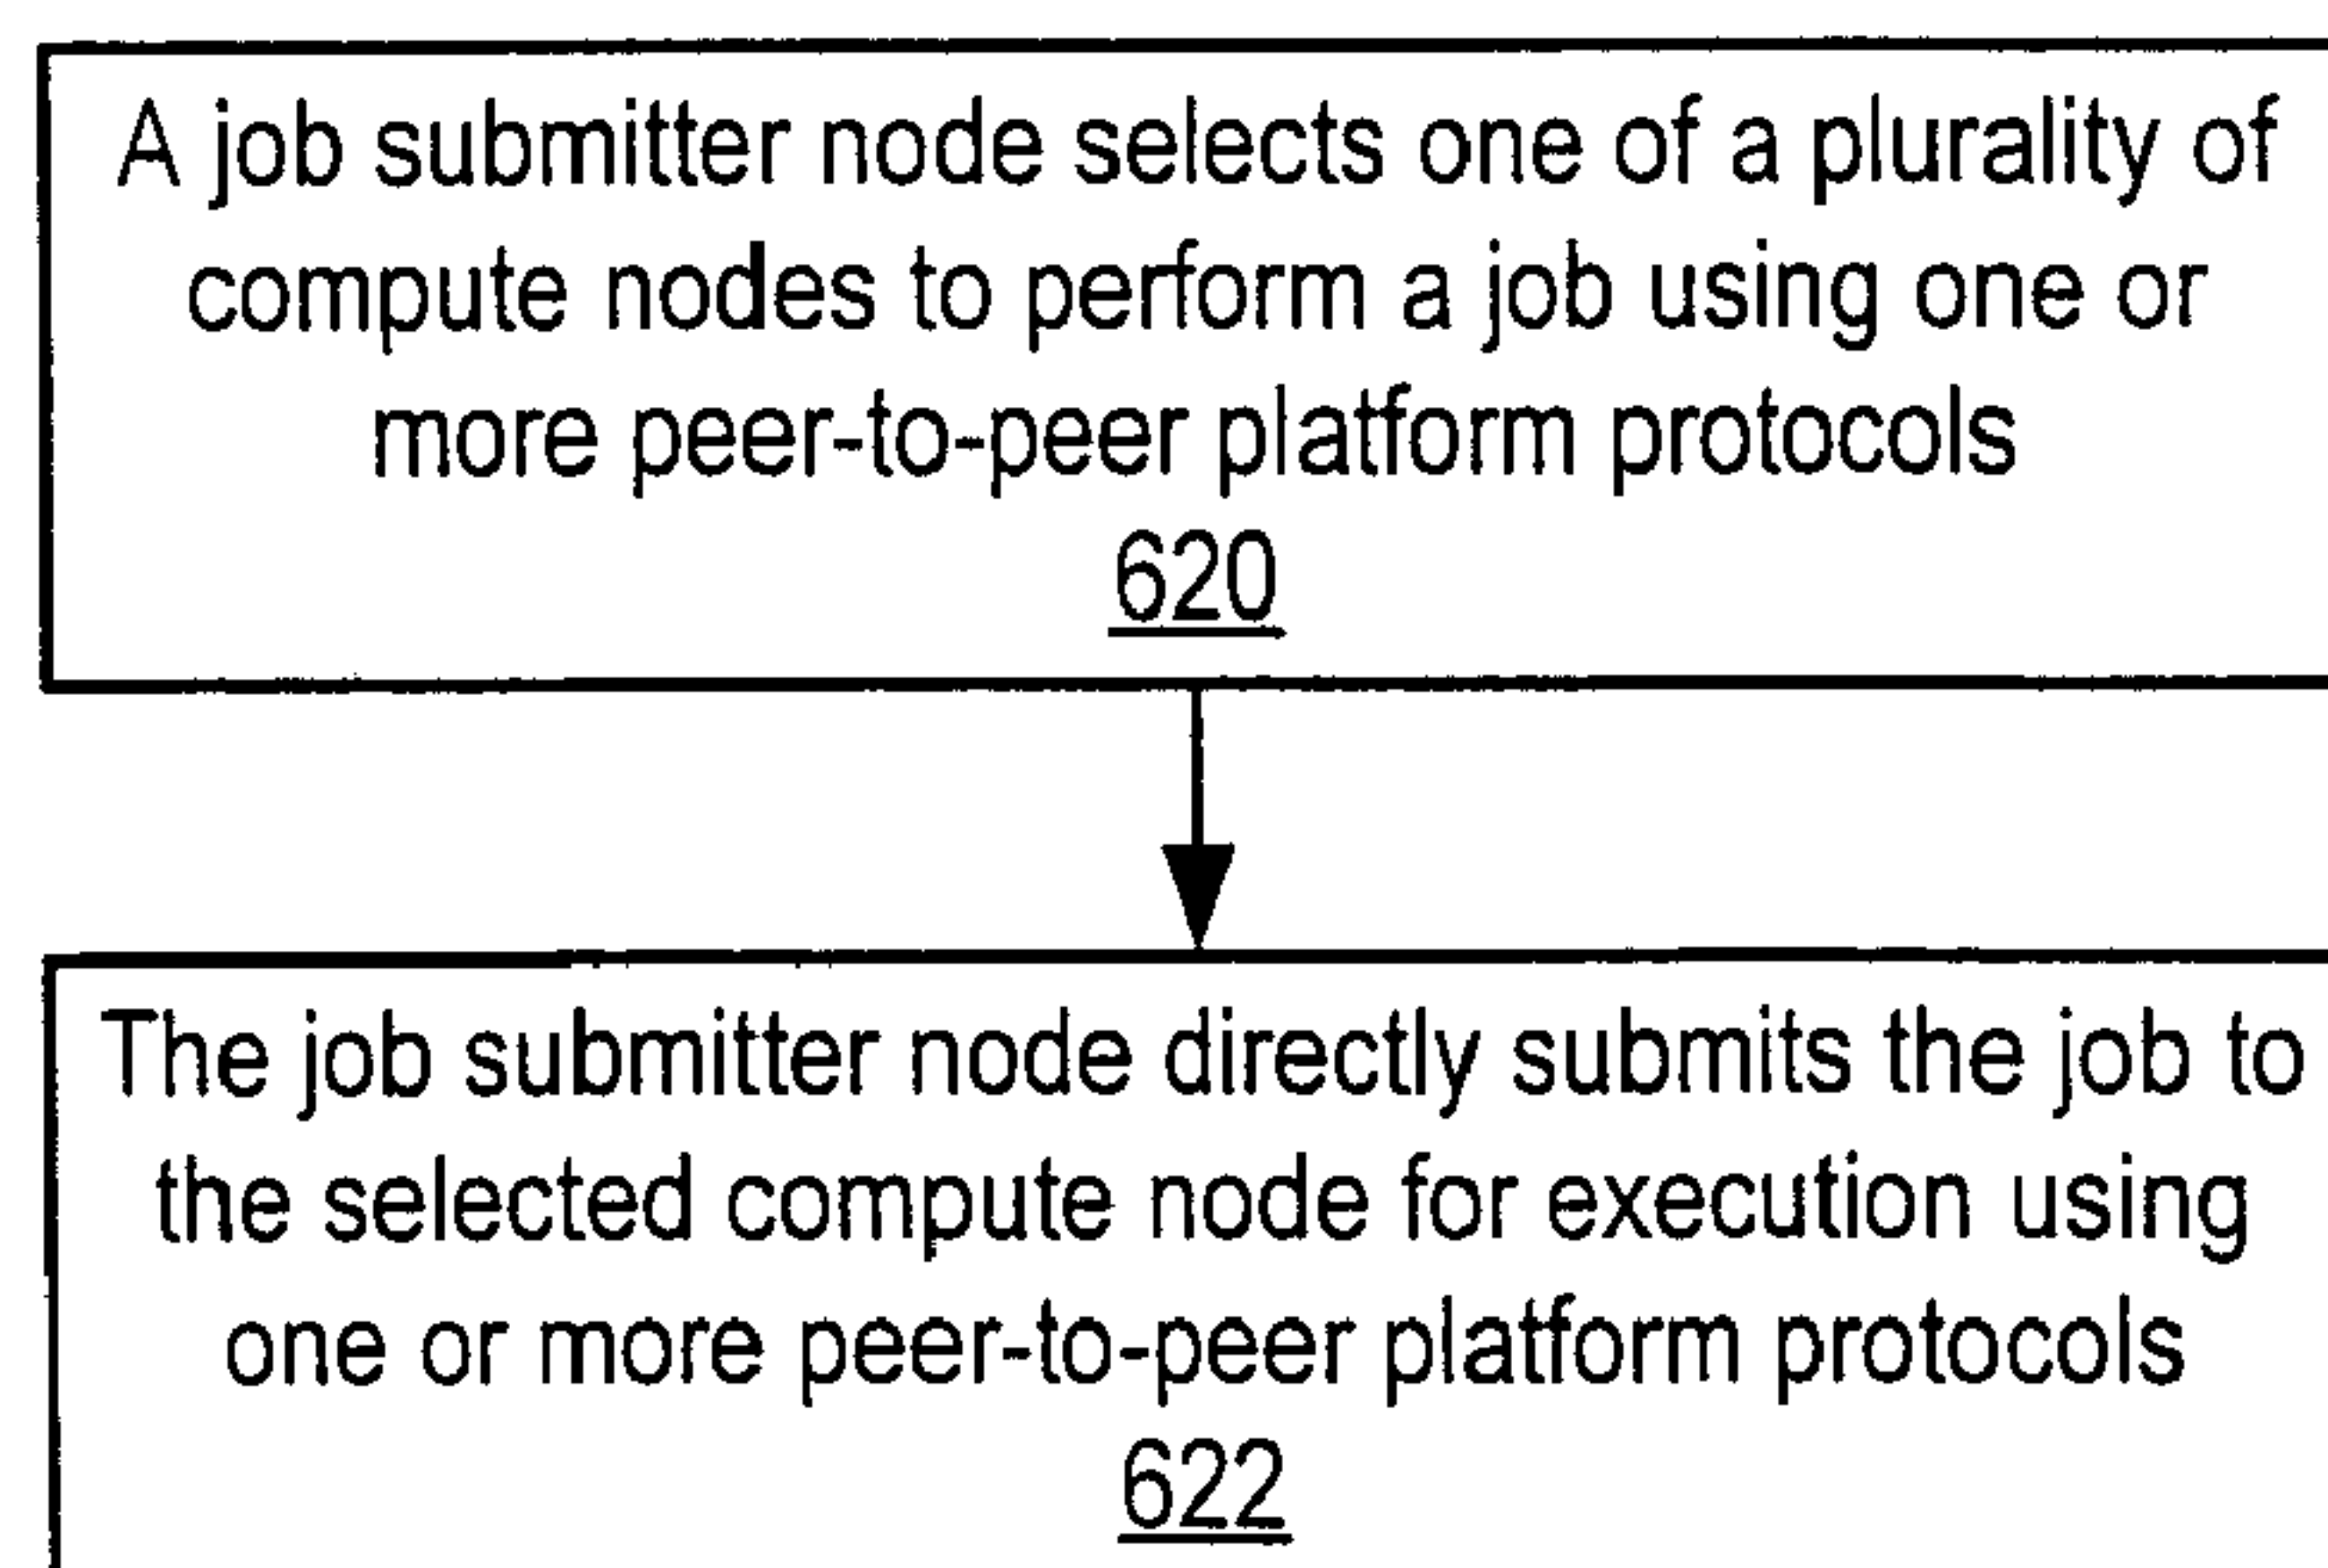 A job submitter node selects one of a plurality of
compute nodes to perform a job using one or
more peer-to-peer platform protocols
620
The job submitter node directly submits the job to
the selected compute node for execution using
one or more peer-to-peer platform protocols
622